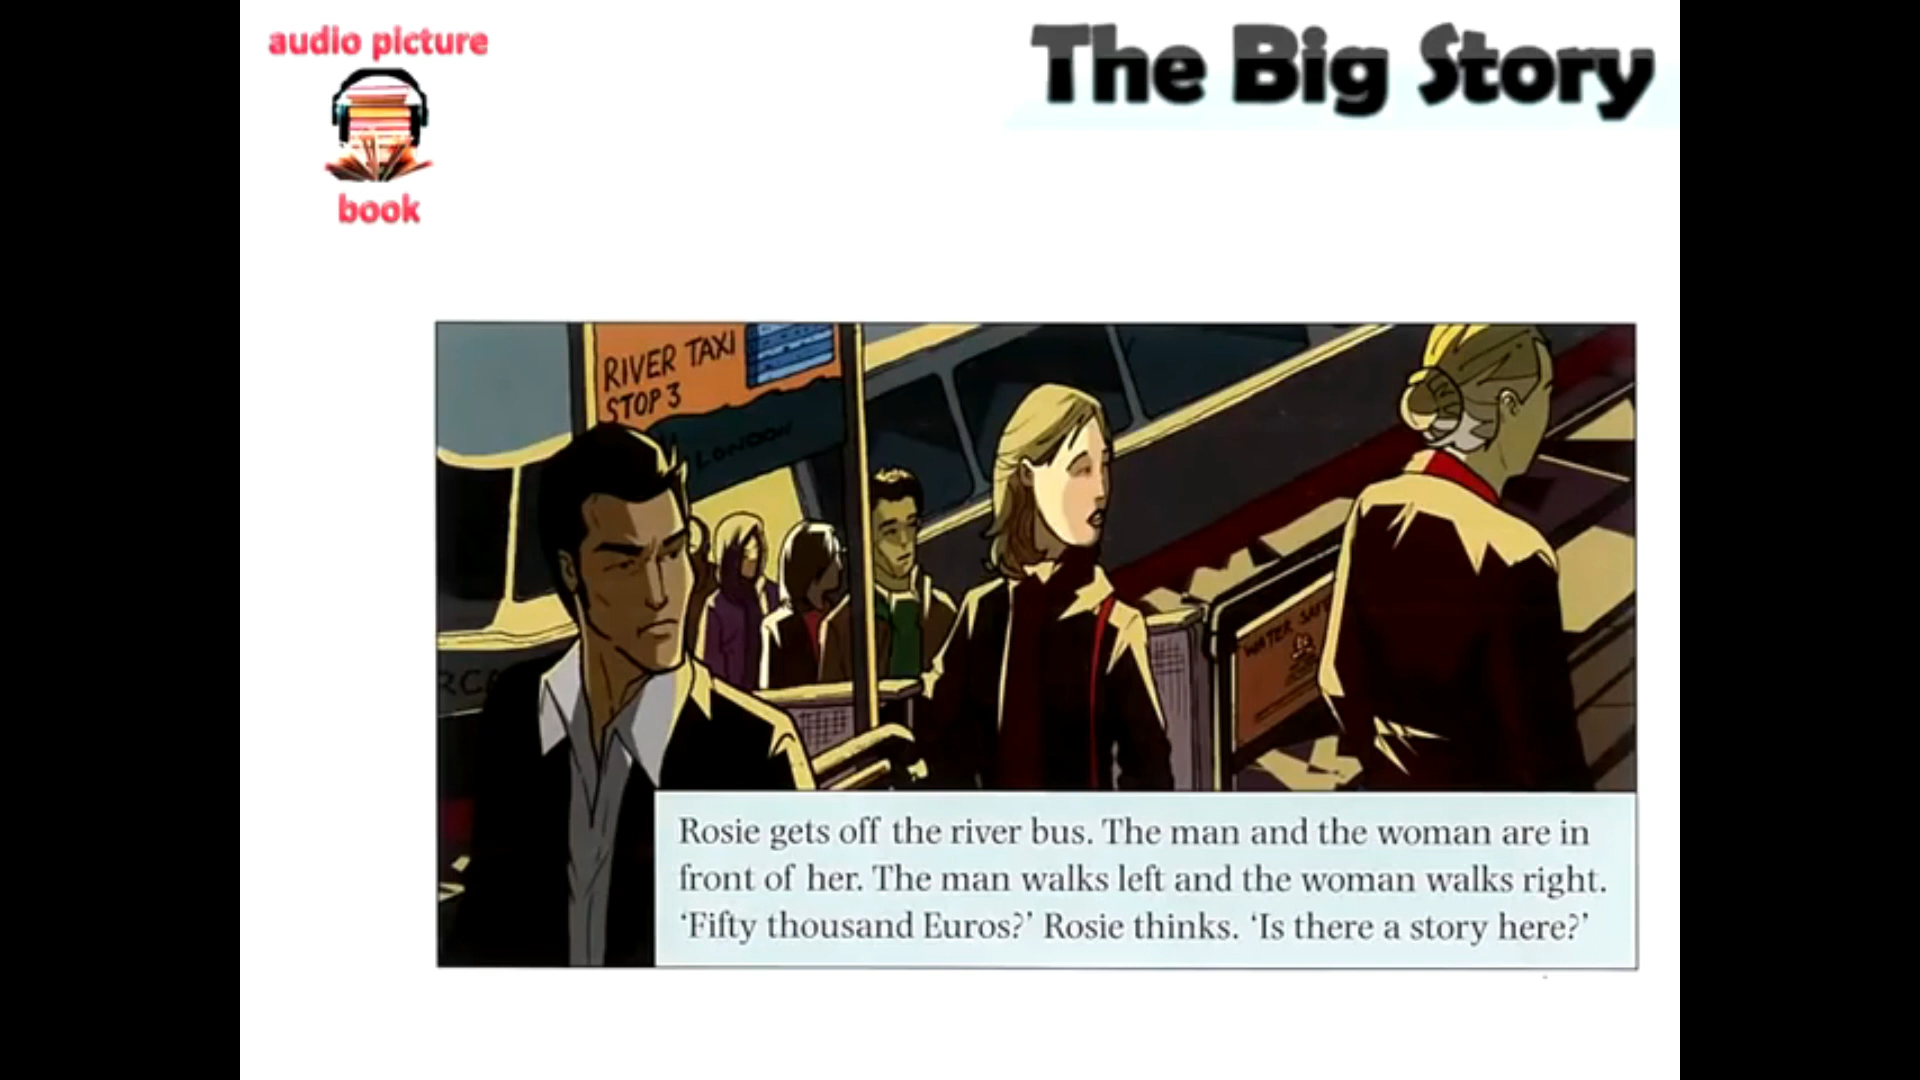 audio picture
book
The Big Story
RIVER TAXI
STOP 3
LONDON
WATER
Rosie gets off the river bus. The man and the woman are in
front of her. The man walks left and the woman walks right.
‘Fifty thousand Euros?’ Rosie thinks. ‘Is there a story here?’